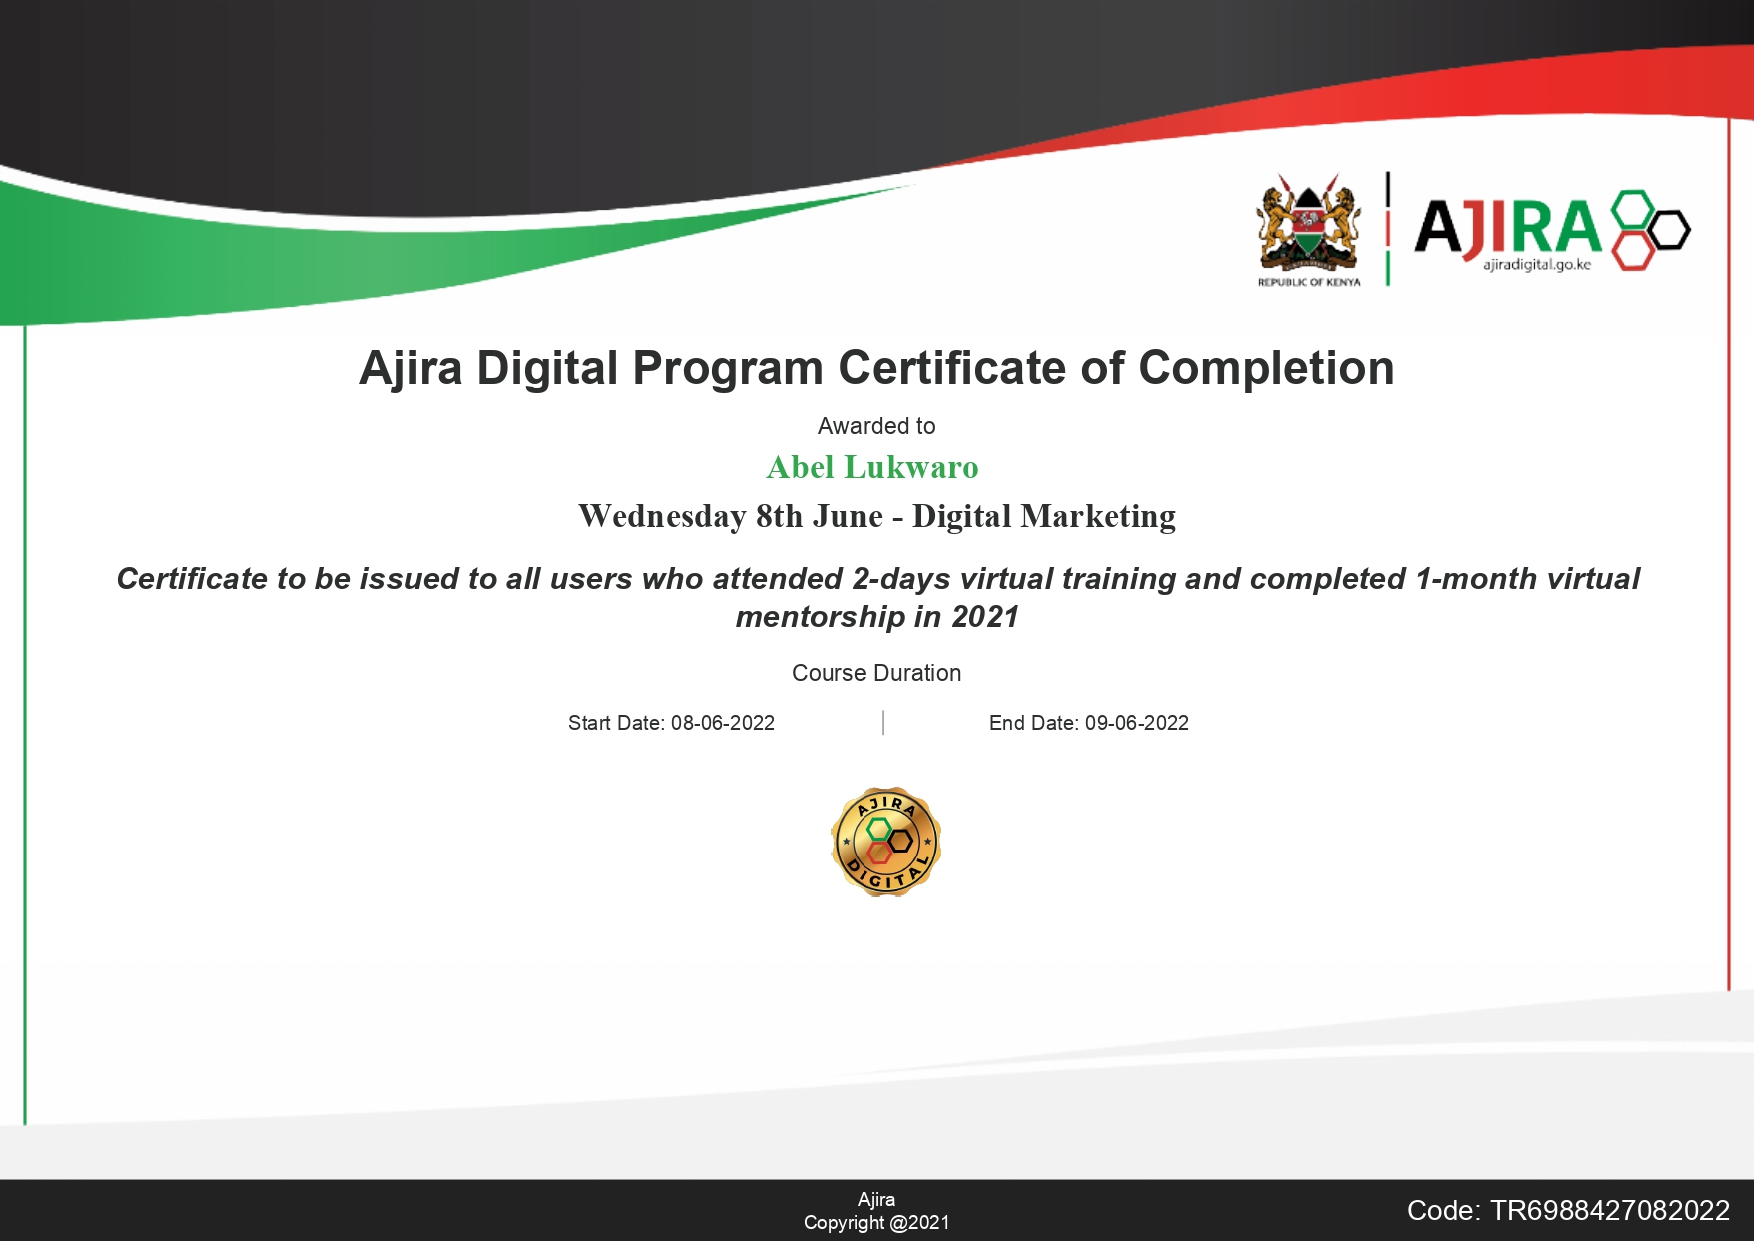 REPUBLIC OF KENYA
AJIRA
ajiradigital.go.ke
Ajira Digital Program Certificate of Completion
Awarded to
Abel Lukwaro
Wednesday 8th June - Digital Marketing
Certificate to be issued to all users who attended 2-days virtual training and completed 1-month virtual
mentorship in 2021
Course Duration
Start Date: 08-06-2022
End Date: 09-06-2022
AJIRA
DIGITAL
Ajira
Copyright @2021
Code: TR6988427082022